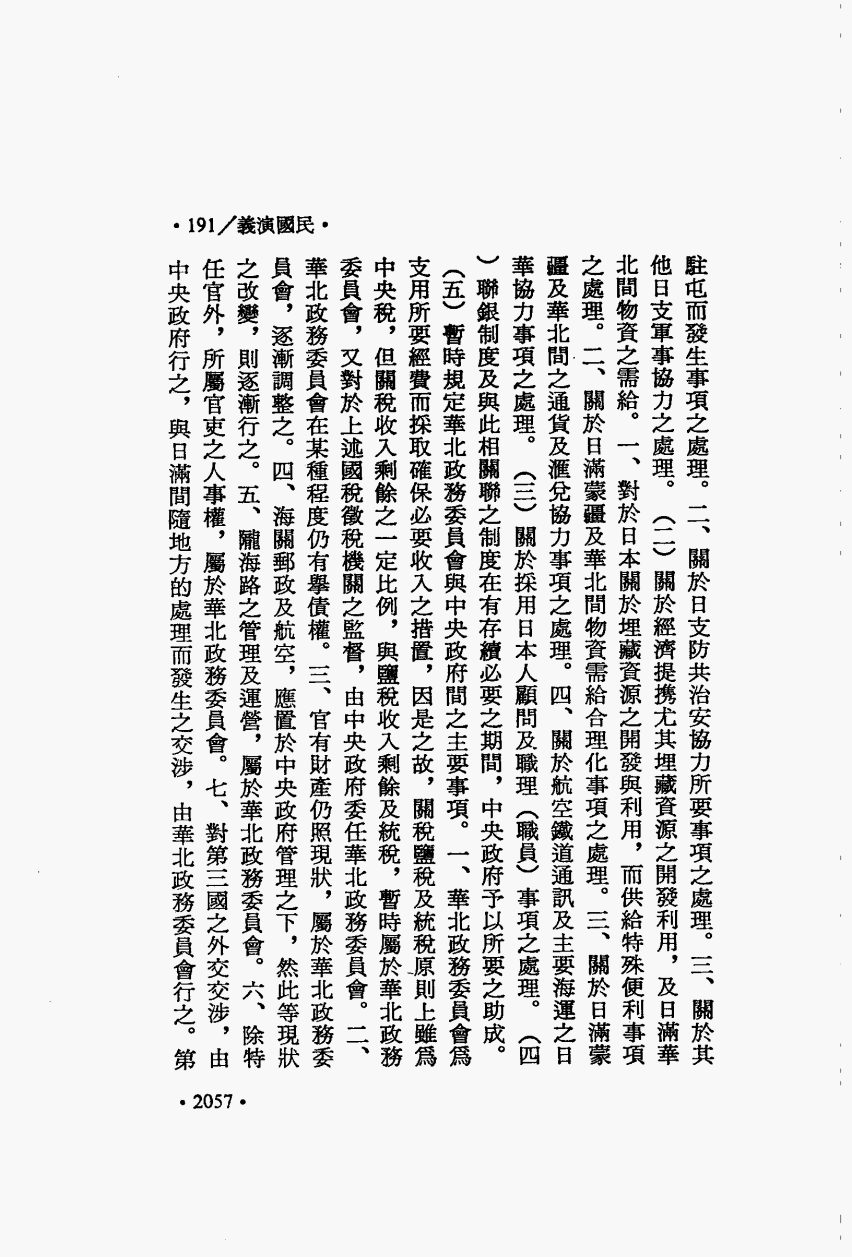 •191／義演國民•
駐屯而發生事項之處理。二、關於日支防共治安協力所要事項之處理。三、關於其
他日支軍事協力之處理。（二）關於經濟提携尤其埋藏資源之開發利用，及日滿華
北間物資之需給。一、對於日本關於埋藏資源之開發與利用，而供給特殊便利事項
之處理。二、關於日滿蒙疆及華北間物資需給合理化事項之處理。三、關於日滿蒙
疆及華北間之通貨及滙兌協力事項之處理。四、關於航空鐵道通訊及主要海運之日
華協力事項之處理。（三）關於採用日本人顧問及職理（職員）事項之處理。（四
）聯銀制度及與此相關聯之制度在有存續必要之期間，中央政府予以所要之助成。
（五）暫時規定華北政務委員會與中央政府間之主要事項。一、華北政務委員會爲
支用所要經費而採取確保必要收入之措置，因是之故，關稅鹽稅及統稅原則上雖爲
中央稅，但關稅收入剩餘之一定比例，與鹽稅收入剩餘及統稅，暫時屬於華北政務
委員會，又對於上述國稅徵稅機關之監督，由中央政府委任華北政務委員會。二、
華北政務委員會在某種程度仍有舉債權。三、官有財產仍照現狀，屬於華北政務委
員會，逐漸調整之。四、海關郵政及航空，應置於中央政府管理之下，然此等現狀
之改變，則逐漸行之。五、隴海路之管理及運營，屬於華北政務委員會。六、除特
任官外，所屬官吏之人事權，屬於華北政務委員會。七、對第三國之外交交涉，由
中央政府行之，與日滿間隨地方的處理而發生之交涉，由華北政務委員會行之。第
•2057•